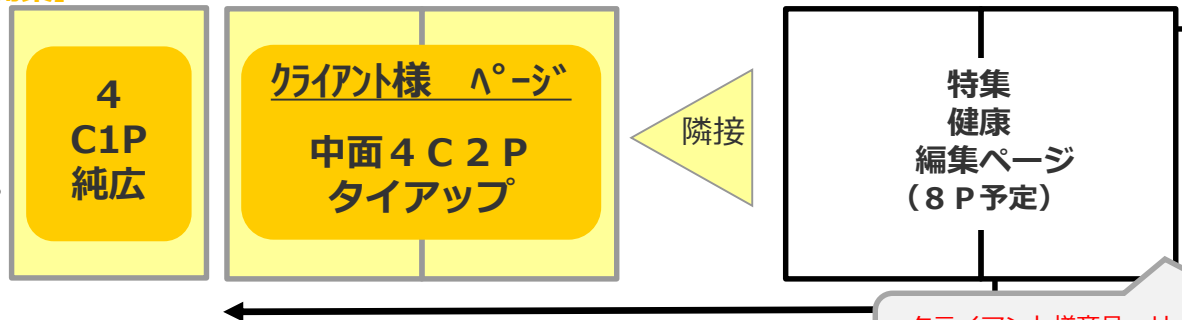 4
C1P
純広
クライアント様 ページ
中面4C2P
タイアップ
隣接
特集
健康
編集ページ
(8P予定)